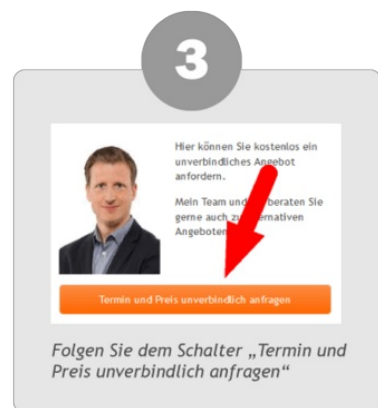 3
Hier können Sie kostenlos ein
unverbindliches Angebot
anfordern.
Mein Team und beraten Sie
gerne auch zu
Angeboten
Termin und Preis unverbindlich anfragen
Folgen Sie dem Schalter „Termin und
Preis unverbindlich anfragen“